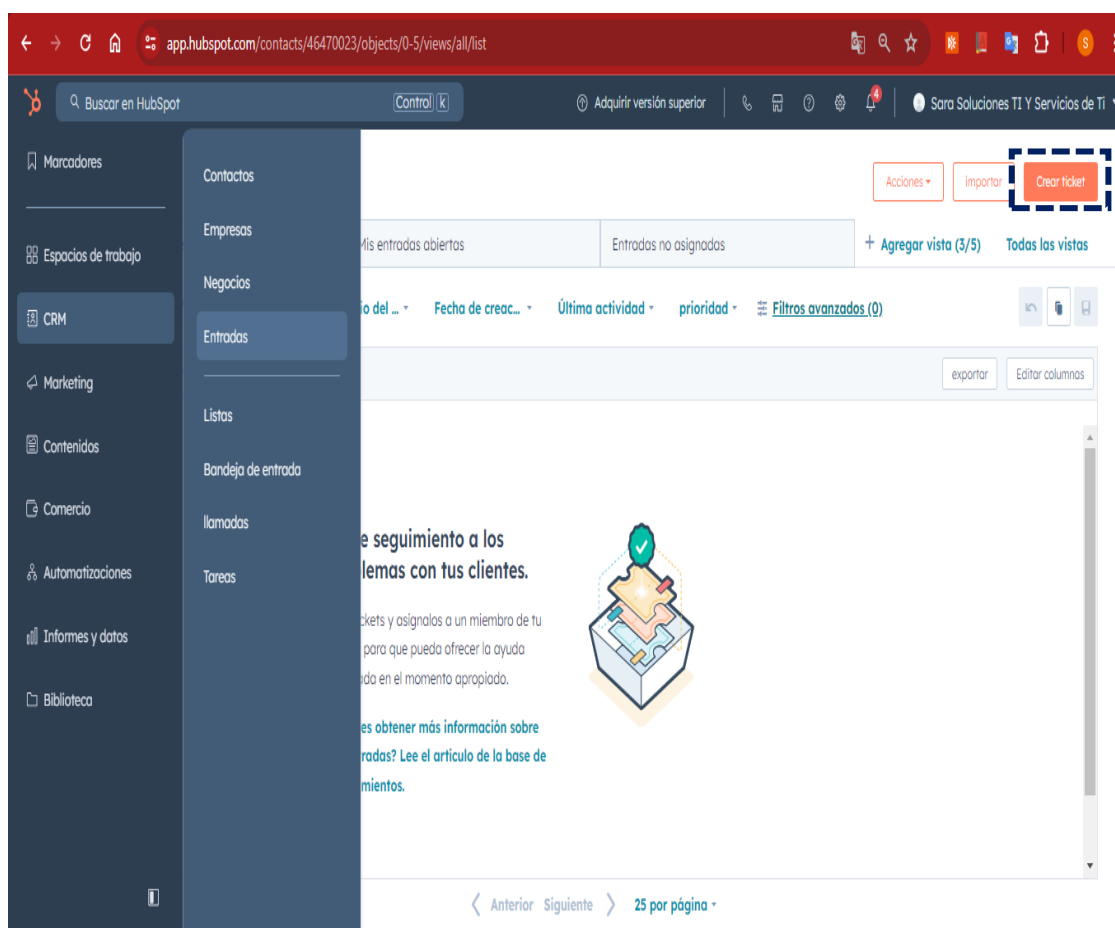 app.hubspot.com/contacts/46470023/objects/0-5/views/all/list
S
Buscar en HubSpot
Control k
Adquirir versión superior
4
Sara Soluciones TI Y Servicios de Ti
Marcadores
Espacios de trabajo
CRM
Marketing
Contenidos
Comercio
Automatizaciones
Informes y datos
Biblioteca
Contactos
Empresas
Negocios
Entradas
Listas
Bandeja de entrada
llamadas
Tareas
Acciones
importar
Crear ticket
Mis entradas abiertas
Entradas no asignadas
+ Agregar vista (3/5)
Todas las vistas
io del ...
Fecha de creac...
Última actividad
prioridad
Filtros avanzados (0)
exportar
Editar columnas
e seguimiento a los
lemas con tus clientes.
ckets y asignalos a un miembro de tu
para que pueda ofrecer la ayuda
ada en el momento apropiado.
es obtener más información sobre
radas? Lee el articulo de la base de
mientos.
Anterior Siguiente
25 por página